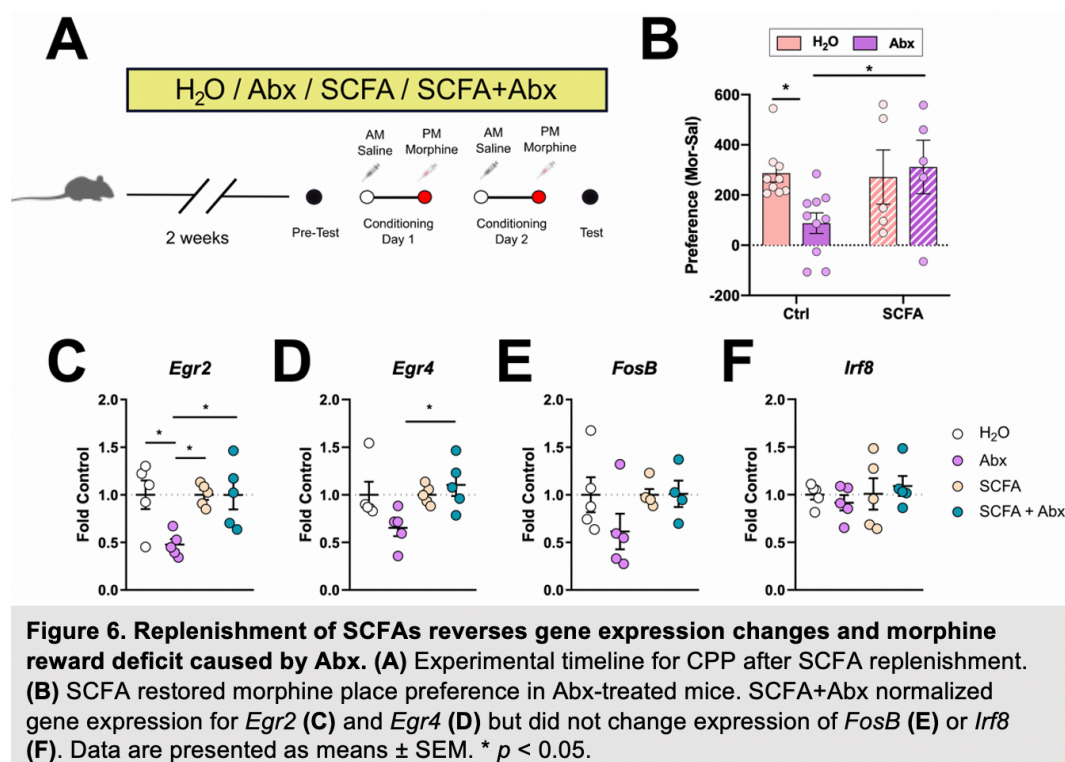 A
H₂O / Abx / SCFA / SCFA+Abx
AM
Saline
PM
Morphine
AM
Saline
PM
Morphine
2 weeks
Pre-Test
Conditioning
Day 1
Conditioning
Day 2
Test
B
H₂O
Abx
*
*
Preference (Mor-Sal)
600
400
200
0
-200
Ctrl
SCFA
C
Egr2
Fold Control
2.0
1.5
1.0
0.5
0.0
*
*
*
D
Egr4
Fold Control
2.0
1.5
1.0
0.5
0.0
*
E
FosB
Fold Control
2.0
1.5
1.0
0.5
0.0
F
Irf8
Fold Control
2.0
1.5
1.0
0.5
0.0
H₂O
Abx
SCFA
SCFA + Abx
Figure 6. Replenishment of SCFAs reverses gene expression changes and morphine
reward deficit caused by Abx. (A) Experimental timeline for CPP after SCFA replenishment.
(B) SCFA restored morphine place preference in Abx-treated mice. SCFA+Abx normalized
gene expression for Egr2 (C) and Egr4 (D) but did not change expression of FosB (E) or Irf8
(F). Data are presented as means ± SEM. * p < 0.05.